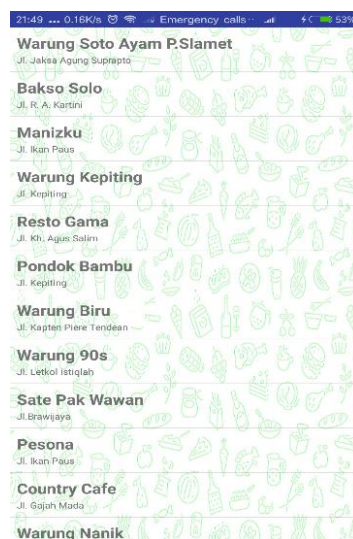 21:49 ... 0.16K/s Emergency calls·· 53%
Warung Soto Ayam P.Slamet
Jl. Jaksa Agung Suprapto
Bakso Solo
Jl. R. A. Kartini
Manizku
Jl. Ikan Paus
Warung Kepiting
Jl. Kepiting
Resto Gama
Jl. Kh. Agus Salim
Pondok Bambu
Jl. Kepiting
Warung Biru
Jl. Kapten Piere Tendean
Warung 90s
Jl. Letkol istiqlah
Sate Pak Wawan
Jl.Brawijaya
Pesona
Jl. Ikan Paus
Country Cafe
Jl. Gajah Mada
Warung Nanik